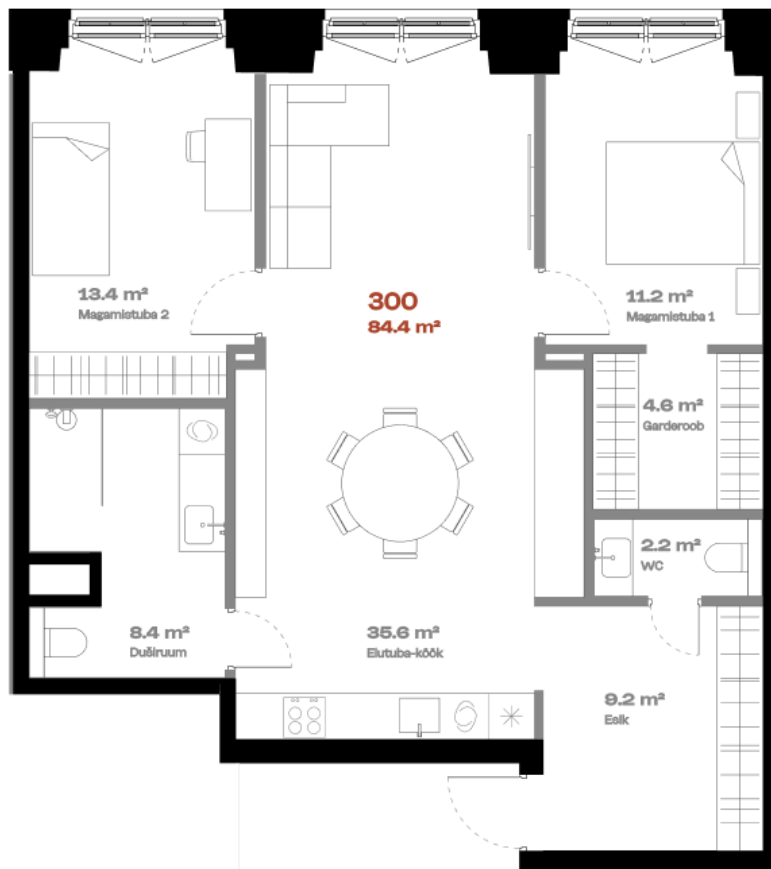 13.4 m²
Magamistuba 2
300
84.4 m²
11.2 m²
Magamistuba 1
4.6 m²
Garderoob
2.2 m²
WC
8.4 m²
Duširuum
35.6 m²
Elutuba-köök
9.2 m²
Esik